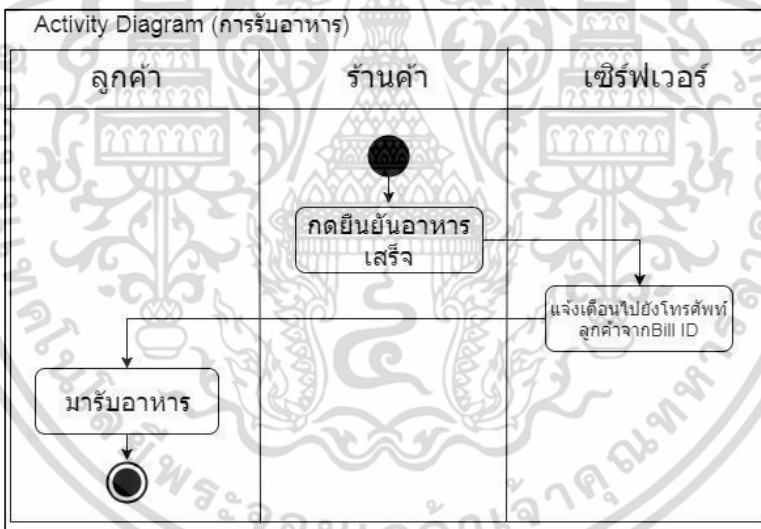 Activity Diagram (การรับอาหาร)
ลูกค้า
ร้านค้า
เซิร์ฟเวอร์
กดยืนยันอาหาร
เสร็จ
แจ้งเตือนไปยังโทรศัพท์
ลูกค้าจากBill ID
มารับอาหาร